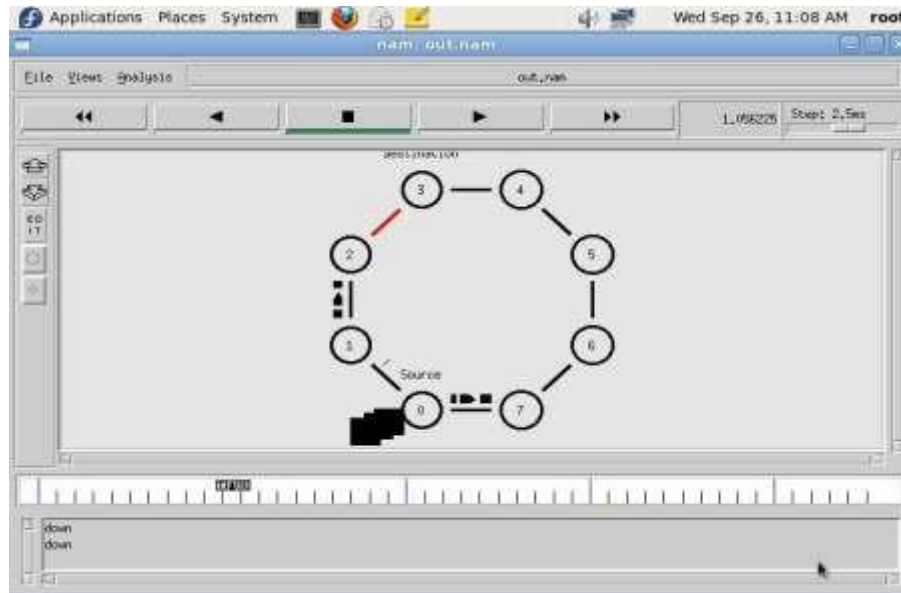 Applications Places System Wed Sep 26, 11:08 AM root
nam: out.nam
File Views Analysis out.nam
1.056225 Step: 2.5ms
3 4
2 5
1 6
Source
0 7
down
down